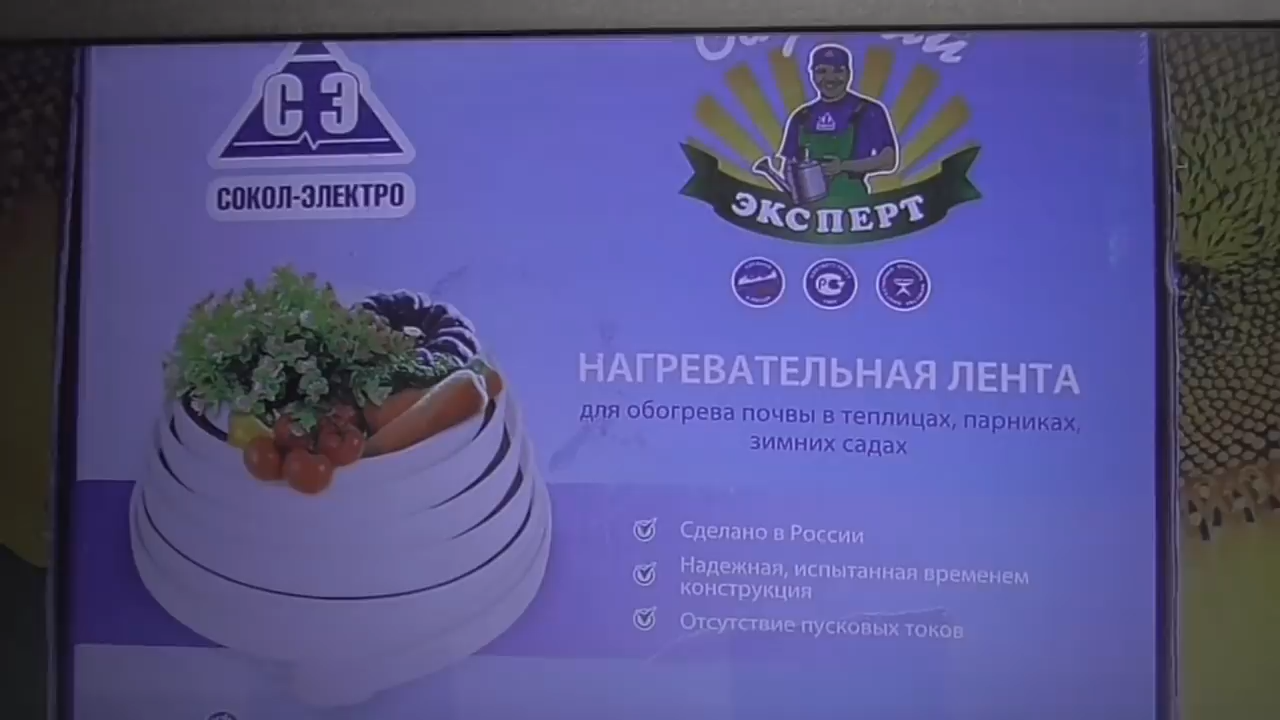 СЭ
СОКОЛ-ЭЛЕКТРО
ЭКСПЕРТ
НАГРЕВАТЕЛЬНАЯ ЛЕНТА
для обогрева почвы в теплицах, парниках,
зимних садах
Сделано в России
Надежная, испытанная временем
конструкция
Отсутствие пусковых токов